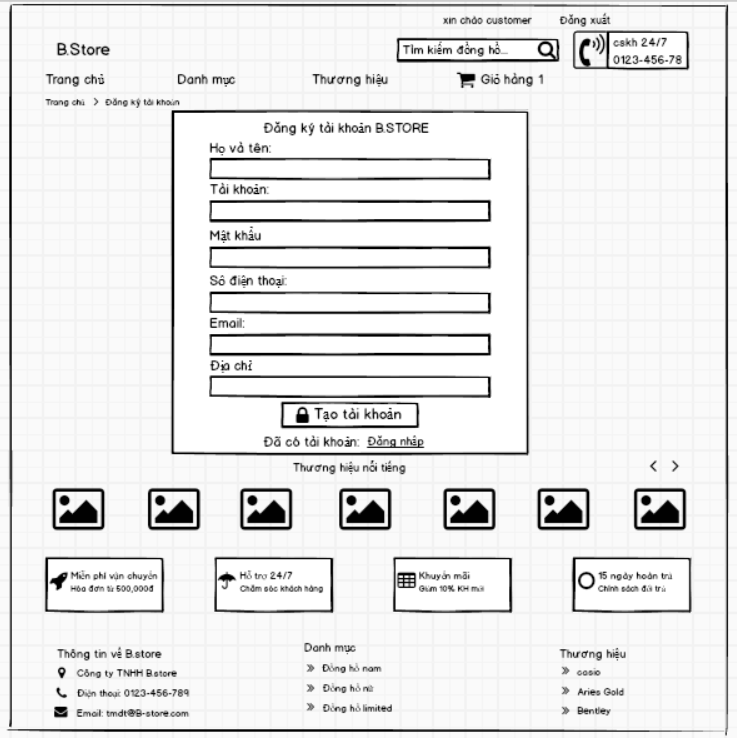 xin chào customer
Đăng xuất
B.Store
Tìm kiếm đồng hồ...
cskh 24/7
0123-456-78
Trang chủ
Danh mục
Thương hiệu
Giỏ hàng 1
Trang chủ > Đăng ký tài khoản
Đăng ký tài khoản B.STORE
Họ và tên:
Tài khoản:
Mật khẩu
Số điện thoại:
Email:
Địa chỉ
Tạo tài khoản
Đã có tài khoản: Đăng nhập
Thương hiệu nổi tiếng
Miễn phí vận chuyển
Hóa đơn từ 500,000đ
Hỗ trợ 24/7
Chăm sóc khách hàng
Khuyến mãi
Giảm 10% KH mới
15 ngày hoàn trả
Chính sách đổi trả
Thông tin về B.store
Công ty TNHH B.store
Điện thoại: 0123-456-789
Email: tmdt@B-store.com
Danh mục
Đồng hồ nam
Đồng hồ nữ
Đồng hồ limited
Thương hiệu
casio
Aries Gold
Bentley